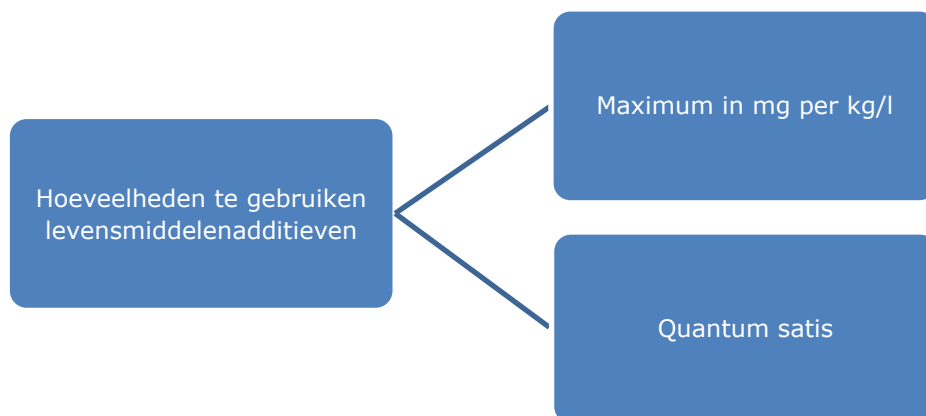 Maximum in mg per kg/l
Hoeveelheden te gebruiken
levensmiddelenadditieven
Quantum satis